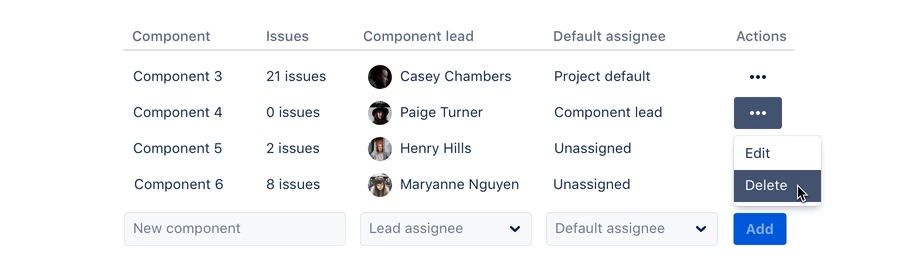 Component Issues Component lead Default assignee Actions
Component 3 21 issues Casey Chambers Project default •••
Component 4 0 issues Paige Turner Component lead •••
Component 5 2 issues Henry Hills Unassigned Edit
Component 6 8 issues Maryanne Nguyen Unassigned Delete
New component Lead assignee Default assignee Add